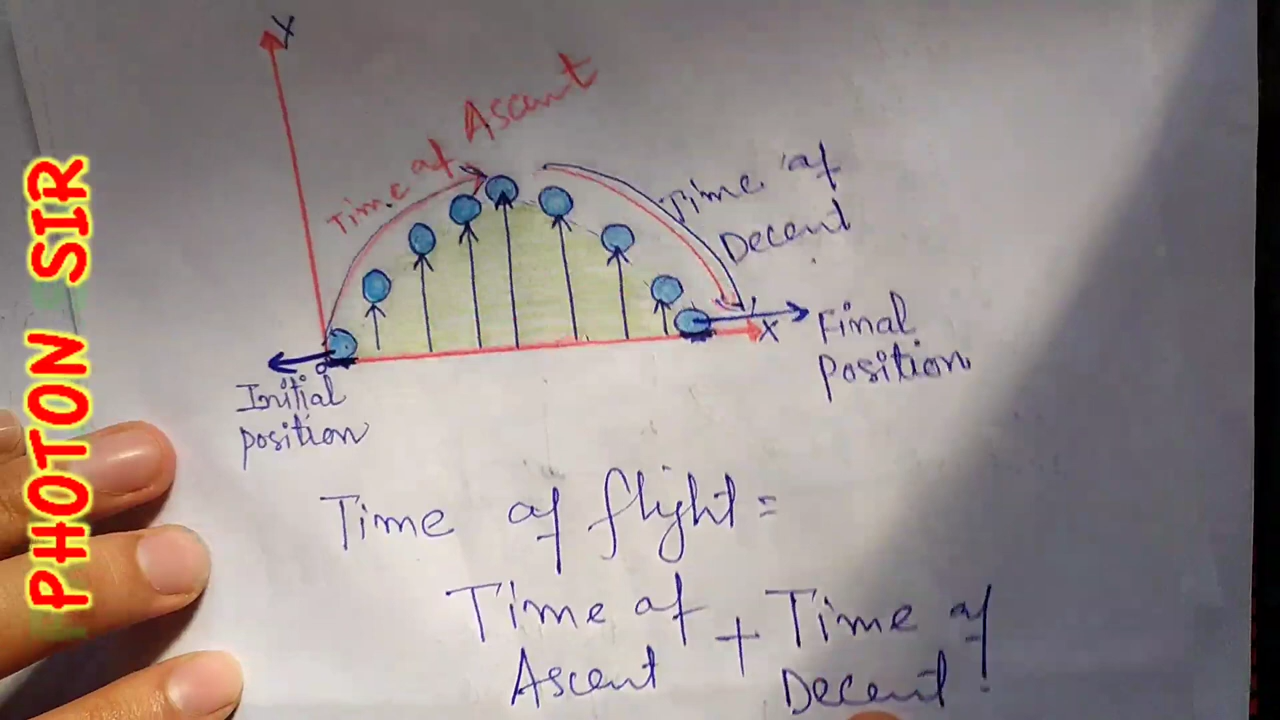 Y
Time of Ascent
Time of
Decent
X
Final
position
o
Initial
position
Time of flight =
Time of + Time of
Ascent Decent
PHOTON SIR